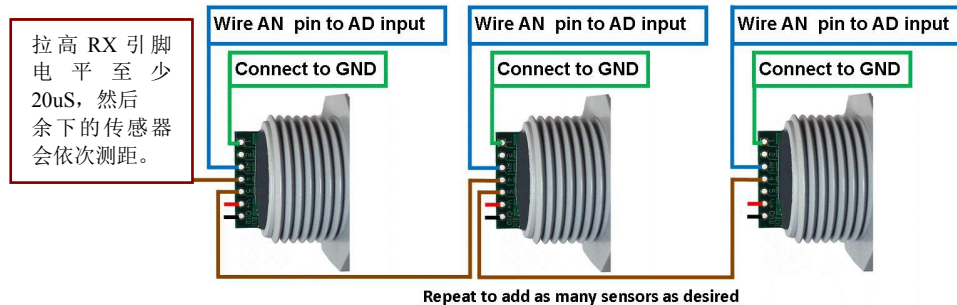 拉高 RX 引脚
电平至少
20uS，然后
余下的传感器
会依次测距。
Wire AN pin to AD input
Connect to GND
Wire AN pin to AD input
Connect to GND
Wire AN pin to AD input
Connect to GND
Repeat to add as many sensors as desired